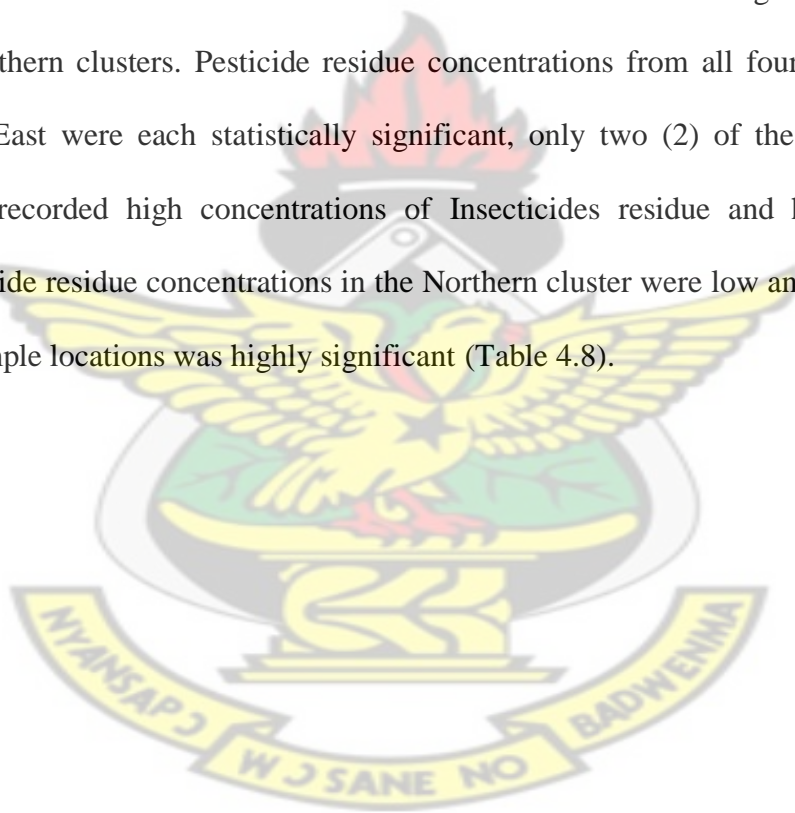 thern clusters. Pesticide residue concentrations from all four
East were each statistically significant, only two (2) of the
recorded high concentrations of Insecticides residue and
ide residue concentrations in the Northern cluster were low
ple locations was highly significant (Table 4.8).
NYANSAPƆ
WƆ SANE NO
BADWENMA